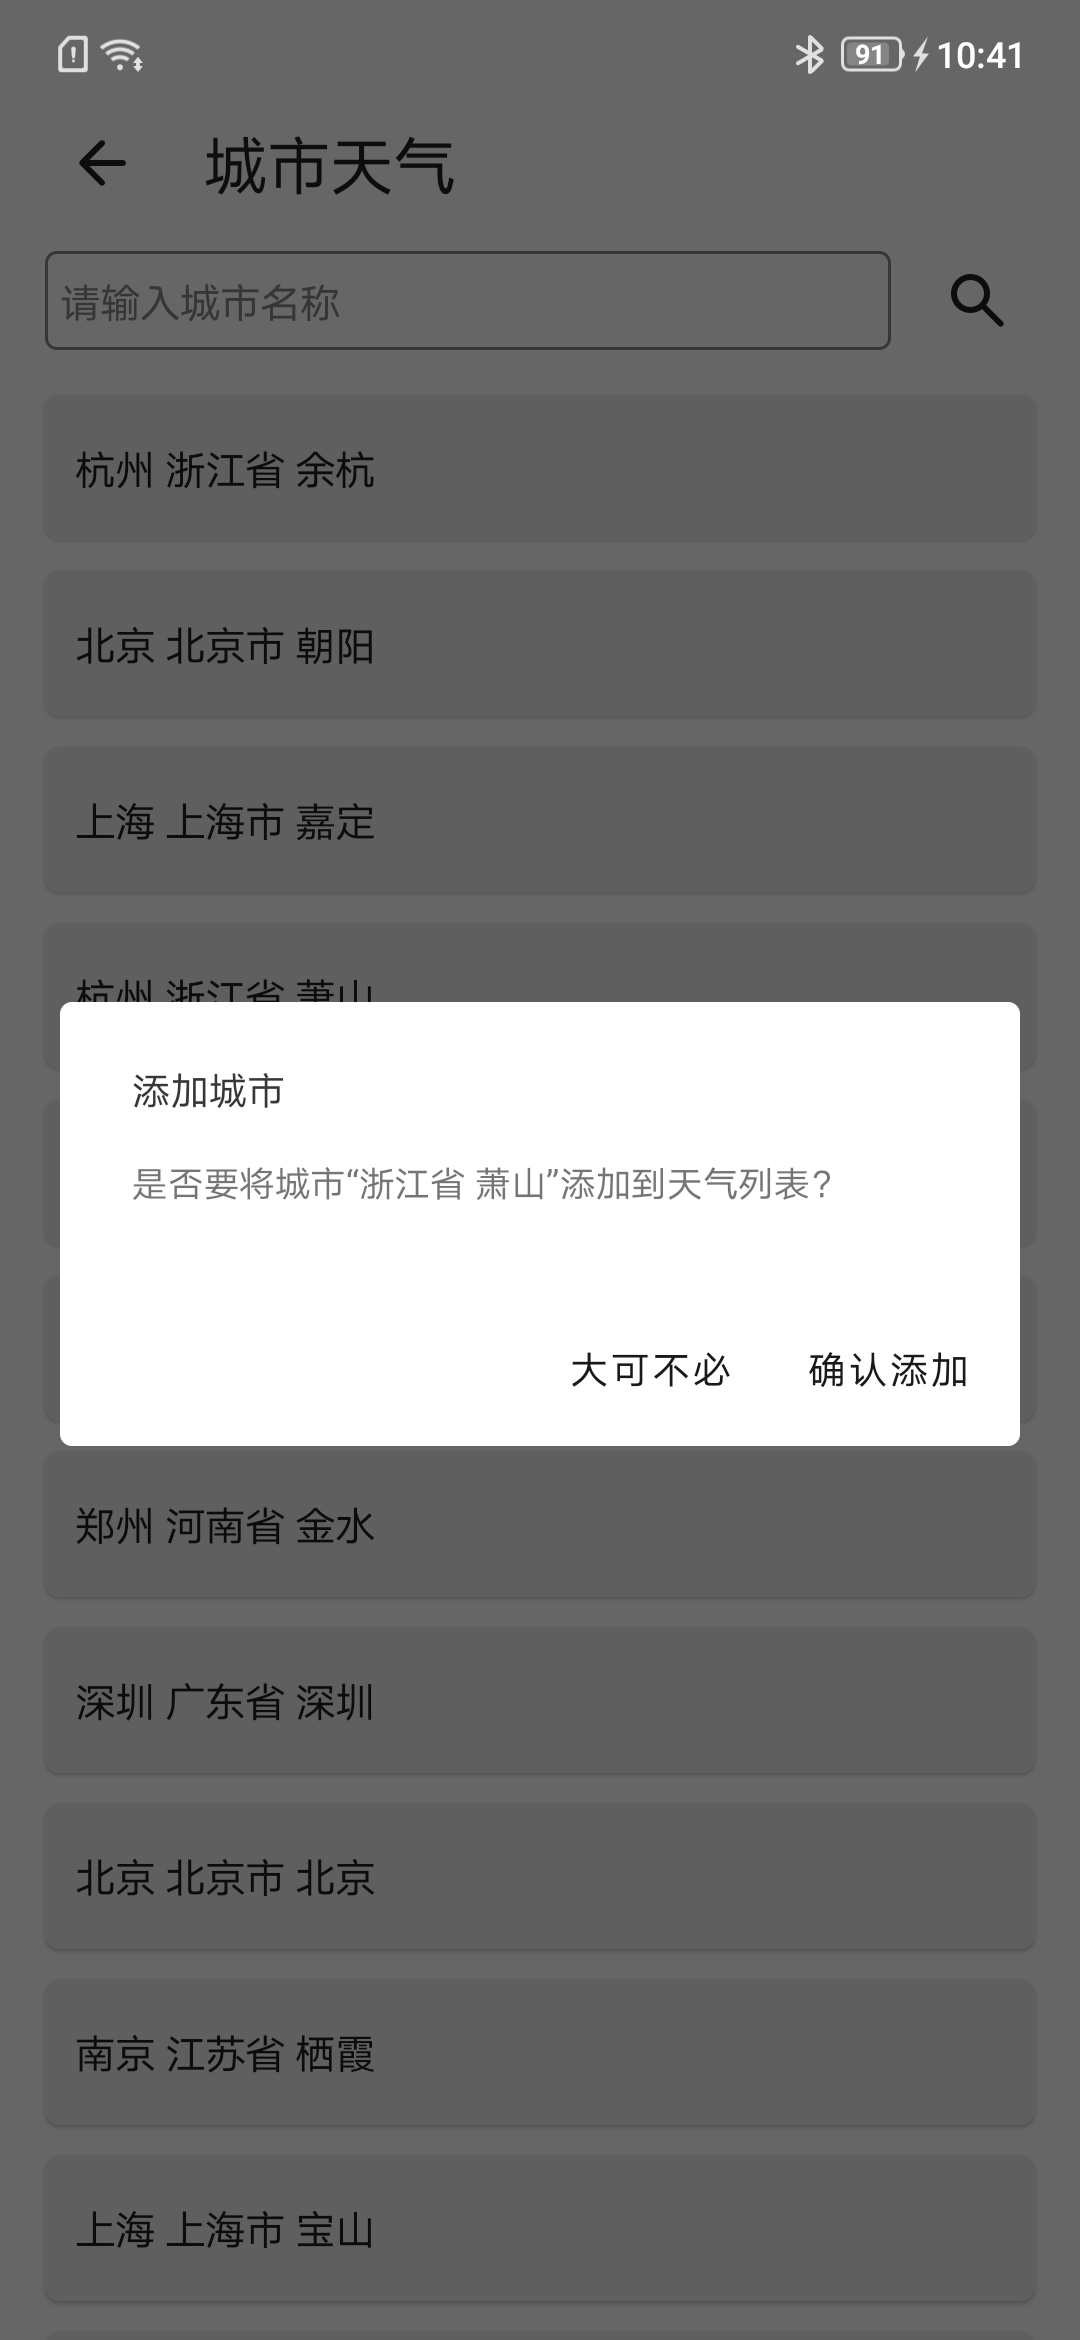 91 10:41
城市天气
请输入城市名称
杭州 浙江省 余杭
北京 北京市 朝阳
上海 上海市 嘉定
杭州 浙江省 萧山
添加城市
是否要将城市“浙江省 萧山”添加到天气列表?
大可不必 确认添加
郑州 河南省 金水
深圳 广东省 深圳
北京 北京市 北京
南京 江苏省 栖霞
上海 上海市 宝山